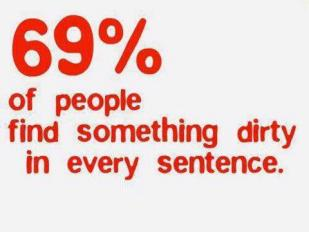 69%
of people
find something dirty
in every sentence.